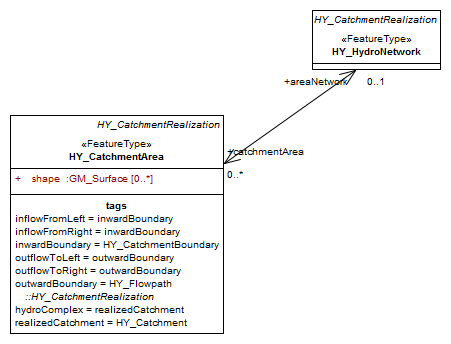 HY_CatchmentRealization
«FeatureType»
HY_HydroNetwork
+areaNetwork
0..1
HY_CatchmentRealization
«FeatureType»
HY_CatchmentArea
+catchmentArea
0..*
+ shape :GM_Surface [0..*]
tags
inflowFromLeft = inwardBoundary
inflowFromRight = inwardBoundary
inwardBoundary = HY_CatchmentBoundary
outflowToLeft = outwardBoundary
outflowToRight = outwardBoundary
outwardBoundary = HY_Flowpath
::HY_CatchmentRealization
hydroComplex = realizedCatchment
realizedCatchment = HY_Catchment